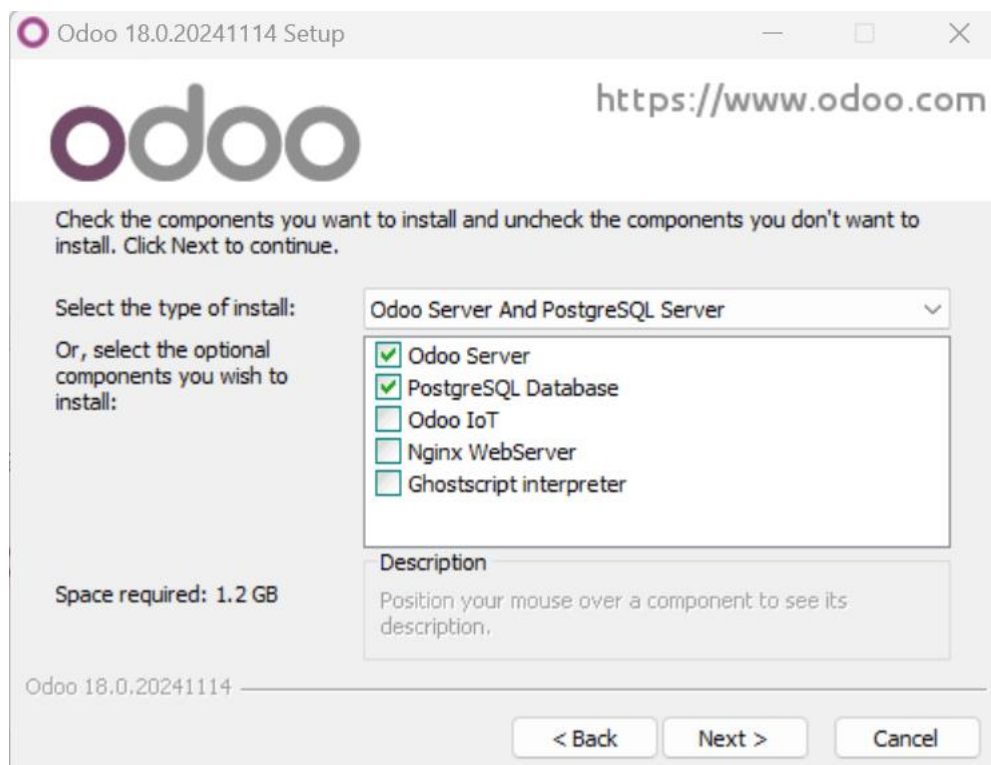 Odoo 18.0.20241114 Setup
odoo
https://www.odoo.com
Check the components you want to install and uncheck the components you don't want to
install. Click Next to continue.
Select the type of install:
Odoo Server And PostgreSQL Server
Or, select the optional
components you wish to
install:
Odoo Server
PostgreSQL Database
Odoo IoT
Nginx WebServer
Ghostscript interpreter
Space required: 1.2 GB
Description
Position your mouse over a component to see its
description.
Odoo 18.0.20241114
< Back
Next >
Cancel